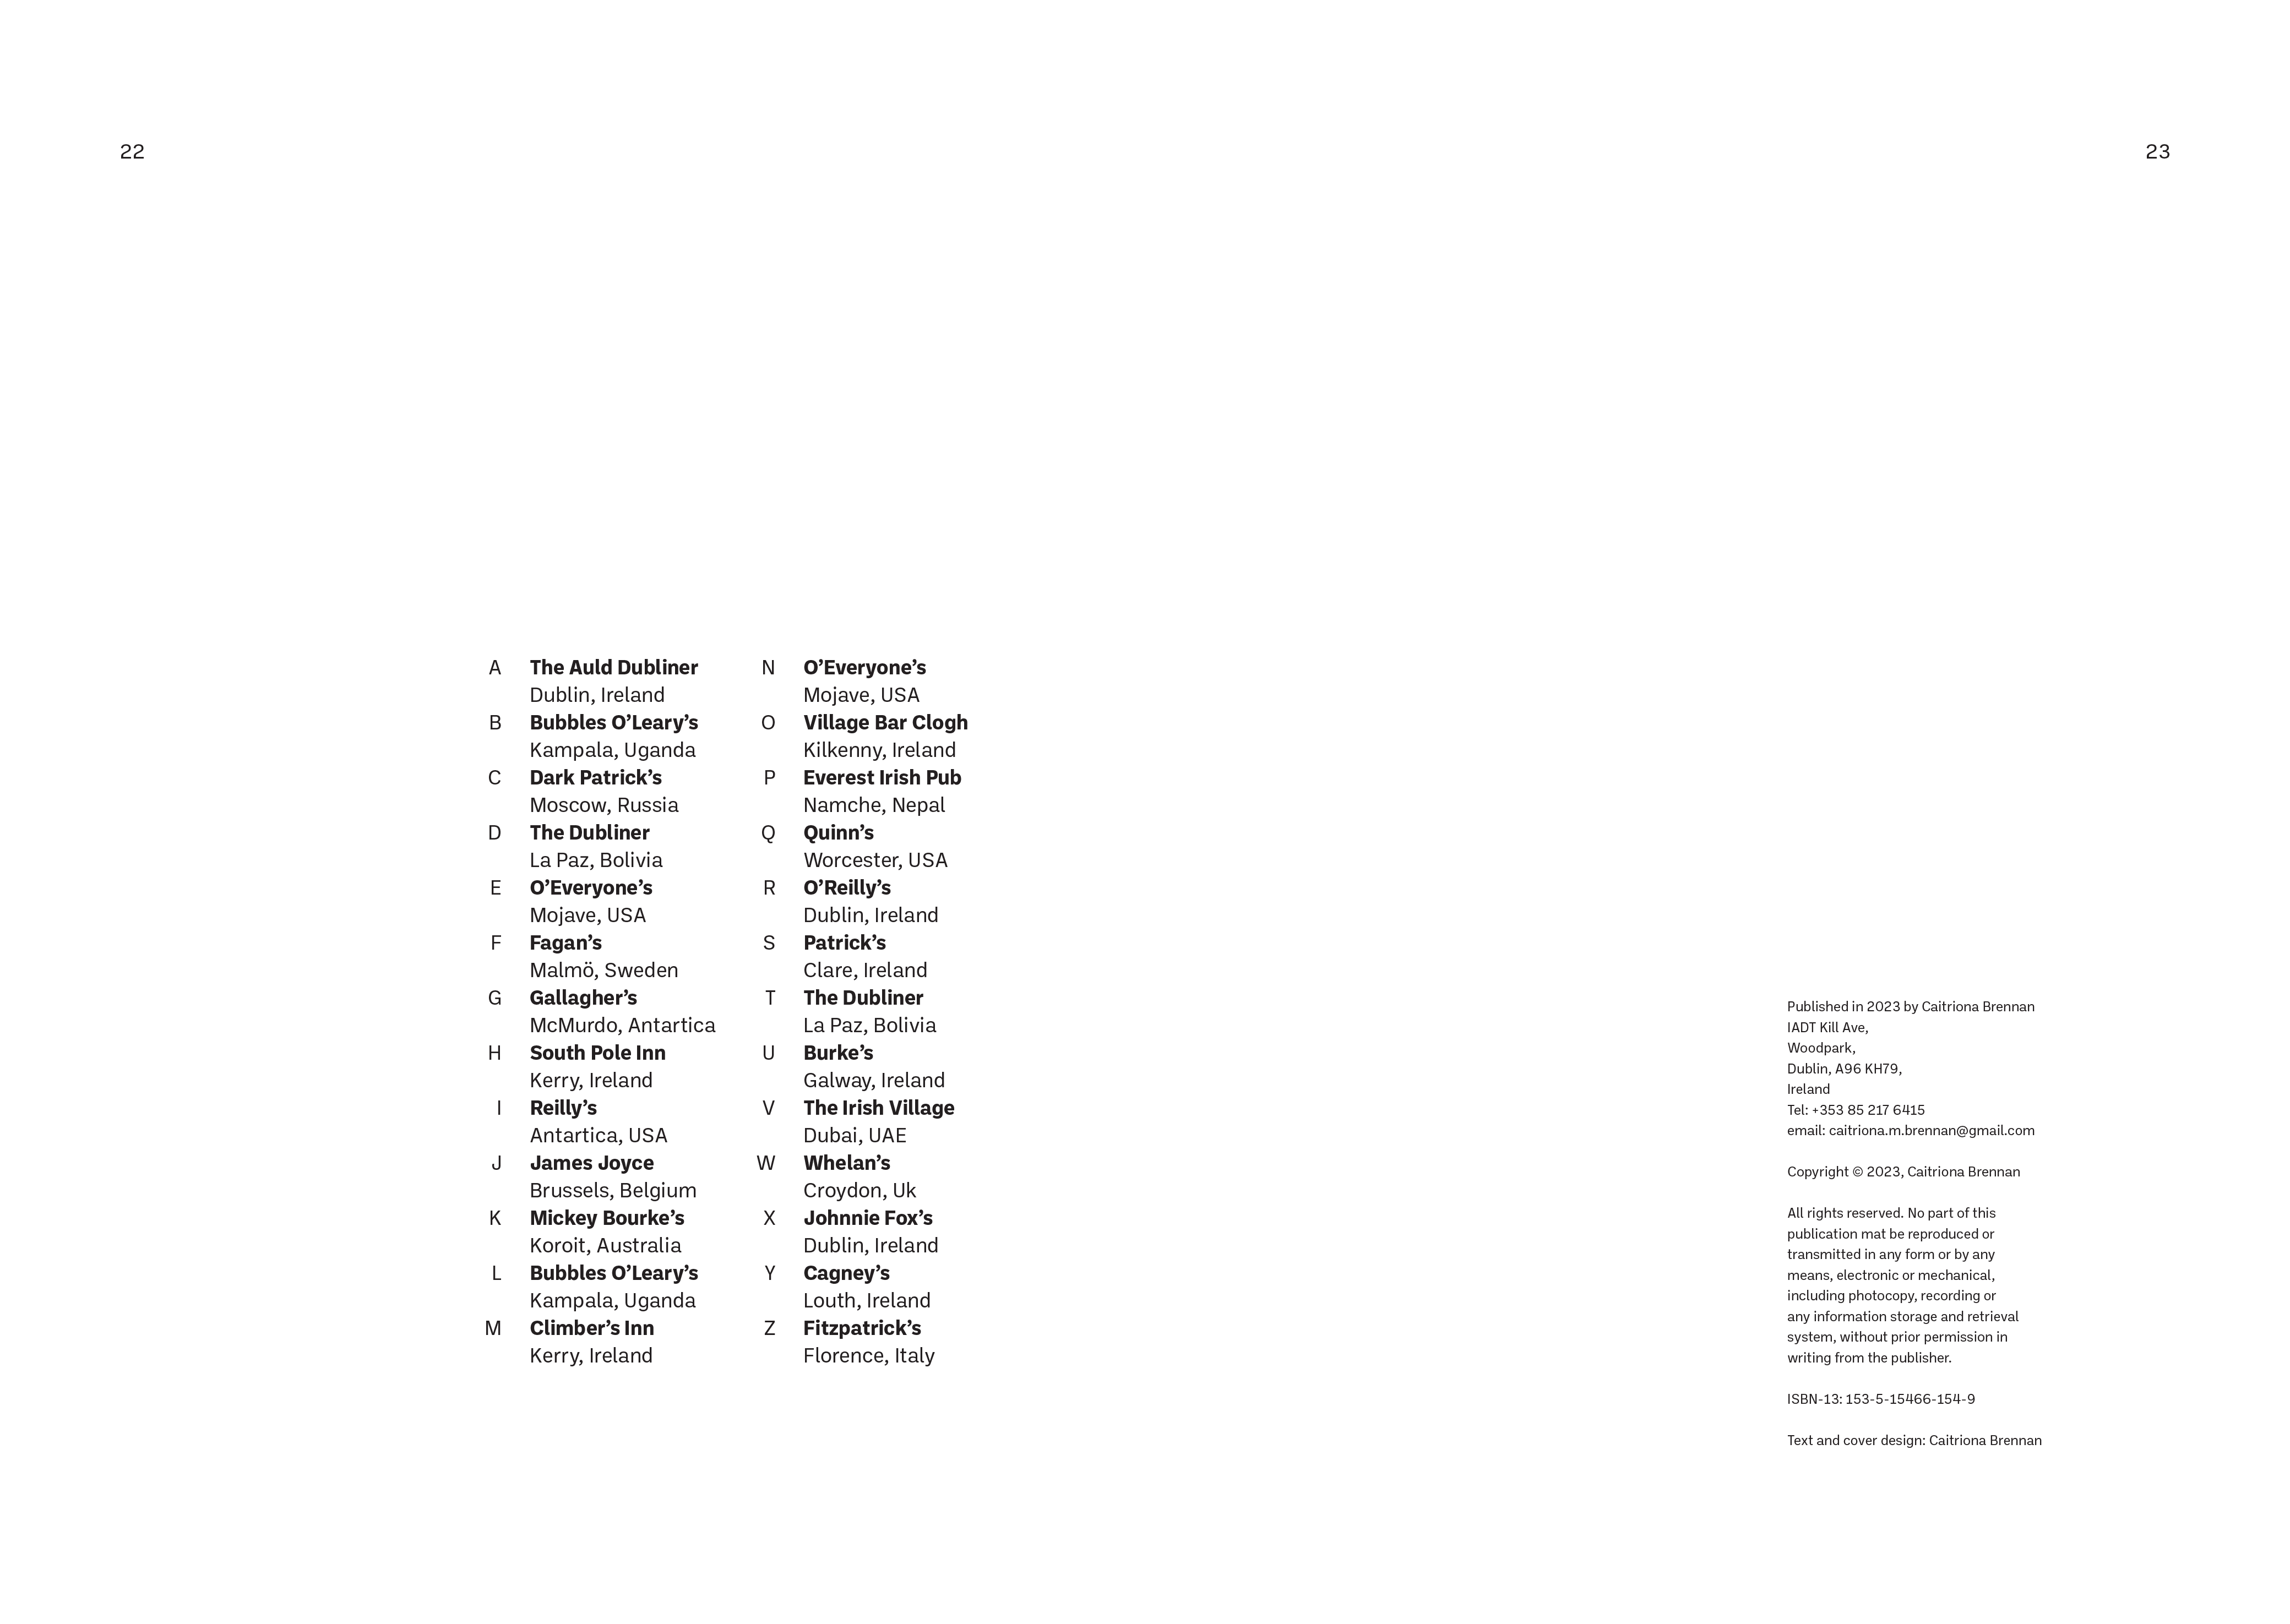 22
23
A The Auld Dubliner
Dublin, Ireland
B Bubbles O’Leary’s
Kampala, Uganda
C Dark Patrick’s
Moscow, Russia
D The Dubliner
La Paz, Bolivia
E O’Everyone’s
Mojave, USA
F Fagan’s
Malmö, Sweden
G Gallagher’s
McMurdo, Antartica
H South Pole Inn
Kerry, Ireland
I Reilly’s
Antartica, USA
J James Joyce
Brussels, Belgium
K Mickey Bourke’s
Koroit, Australia
L Bubbles O’Leary’s
Kampala, Uganda
M Climber’s Inn
Kerry, Ireland
N O’Everyone’s
Mojave, USA
O Village Bar Clogh
Kilkenny, Ireland
P Everest Irish Pub
Namche, Nepal
Q Quinn’s
Worcester, USA
R O’Reilly’s
Dublin, Ireland
S Patrick’s
Clare, Ireland
T The Dubliner
La Paz, Bolivia
U Burke’s
Galway, Ireland
V The Irish Village
Dubai, UAE
W Whelan’s
Croydon, Uk
X Johnnie Fox’s
Dublin, Ireland
Y Cagney’s
Louth, Ireland
Z Fitzpatrick’s
Florence, Italy
Published in 2023 by Caitriona Brennan
IADT Kill Ave,
Woodpark,
Dublin, A96 KH79,
Ireland
Tel: +353 85 217 6415
email: caitriona.m.brennan@gmail.com
Copyright © 2023, Caitriona Brennan
All rights reserved. No part of this
publication mat be reproduced or
transmitted in any form or by any
means, electronic or mechanical,
including photocopy, recording or
any information storage and retrieval
system, without prior permission in
writing from the publisher.
ISBN-13: 153-5-15466-154-9
Text and cover design: Caitriona Brennan